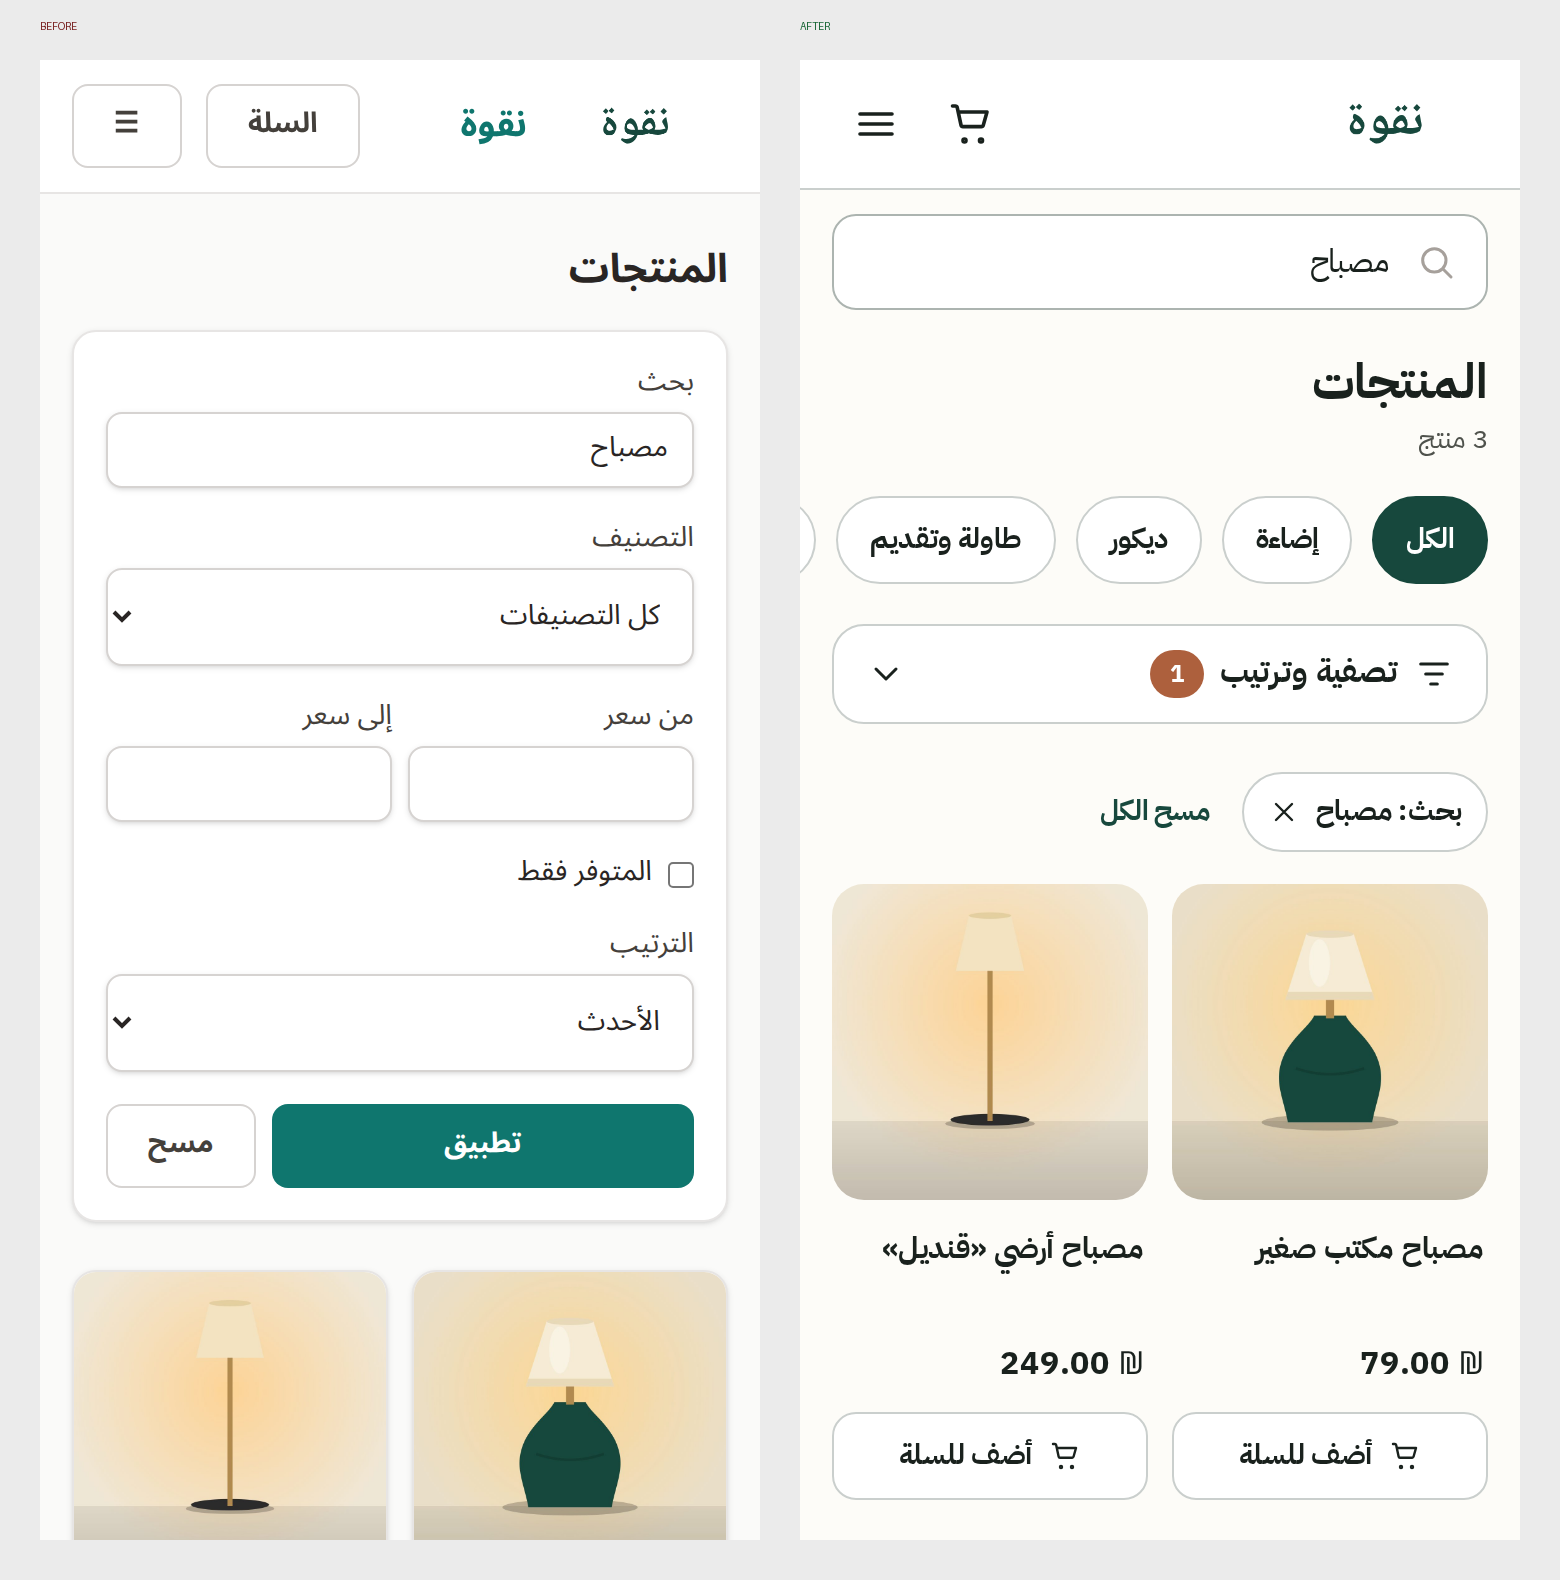 BEFORE
نقوة
نقوة
السلة
المنتجات
بحث
مصباح
التصنيف
كل التصنيفات
من سعر
إلى سعر
المتوفر فقط
الترتيب
الأحدث
تطبيق
مسح
AFTER
نقوة
مصباح
المنتجات
3 منتج
الكل
إضاءة
ديكور
طاولة وتقديم
تصفية وترتيب 1
بحث: مصباح
مسح الكل
مصباح مكتب صغير
₪ 79.00
أضف للسلة
مصباح أرضي «قنديل»
₪ 249.00
أضف للسلة